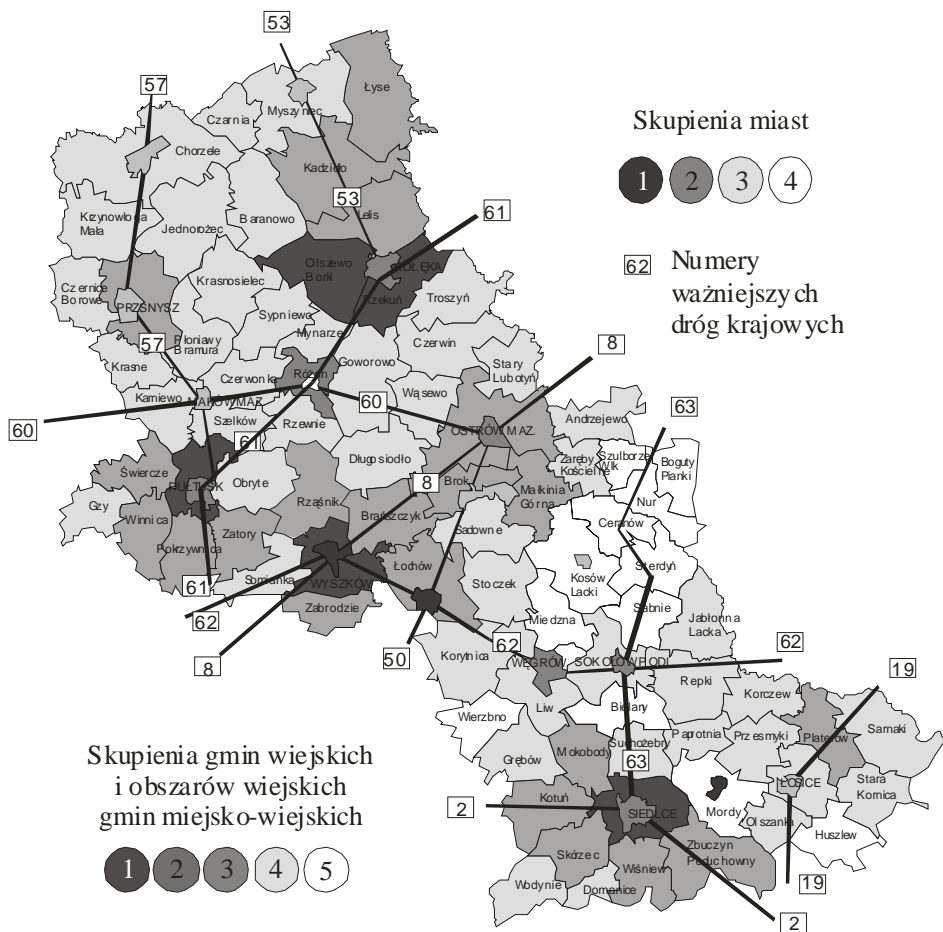 53
57
Łyse
Myszyniec
Czarnia
Chorzele
Skupienia miast
1 2 3 4
Kadzidło
53
Lelis
61
Krzynowłoga
Mała
Baranowo
Jednorożec
62 Numery
ważniejszych
dróg krajowych
Olszewo
Borki
Rzekuń
Troszyn
Czernice
Borowe
Krasnosielec
PRZSNYSZ
Sypniewo
Mynarze
Płoniawy
Bramura
57
Czerwin
Goworowo
Stary
Lubotyń
8
Krasne
Czerwonka
Różan
Karniewo
MAKÓW MAZ.
60
Wąsewo
60
Szelków
Rzewnie
61
Andrzejewo
63
OSTRÓW MAZ.
Długosiodło
Zaręby
Kościelne
Szulborze
Wlk
Boguty
Pianki
Świercze
PUŁTUSK
Obryte
8
Brok
Małkinia
Górna
Nur
Gzy
Winnica
Rząśnik
Brańszczyk
Ceranów
Sadowne
Zatory
Pokrzywnica
Łochów
Sterdyń
Kosów
Lacki
Stoczek
Somianka
WYSZKÓW
61
62
Zabrodzie
Sabnie
Miedzna
Jabłonna
Lacka
8
50
62
Korytnica
WĘGRÓW
SOKOŁÓW PODL
62
Repki
19
Korczew
Liw
Bielany
Wierzbno
Sarnaki
Paprotnia
Przesmyki
Platerów
Suchożebry
Mokobody
Grębów
63
Skupienia gmin wiejskich
i obszarów wiejskich
gmin miejsko-wiejskich
1 2 3 4 5
ŁOSICE
Stara
Kornica
Kotuń
2
SIEDLCE
Mordy
Olszanka
Huszlew
Skórzec
Zbuczyn
Poduchowny
Wiśniew
Wodynie
Domanice
19
2